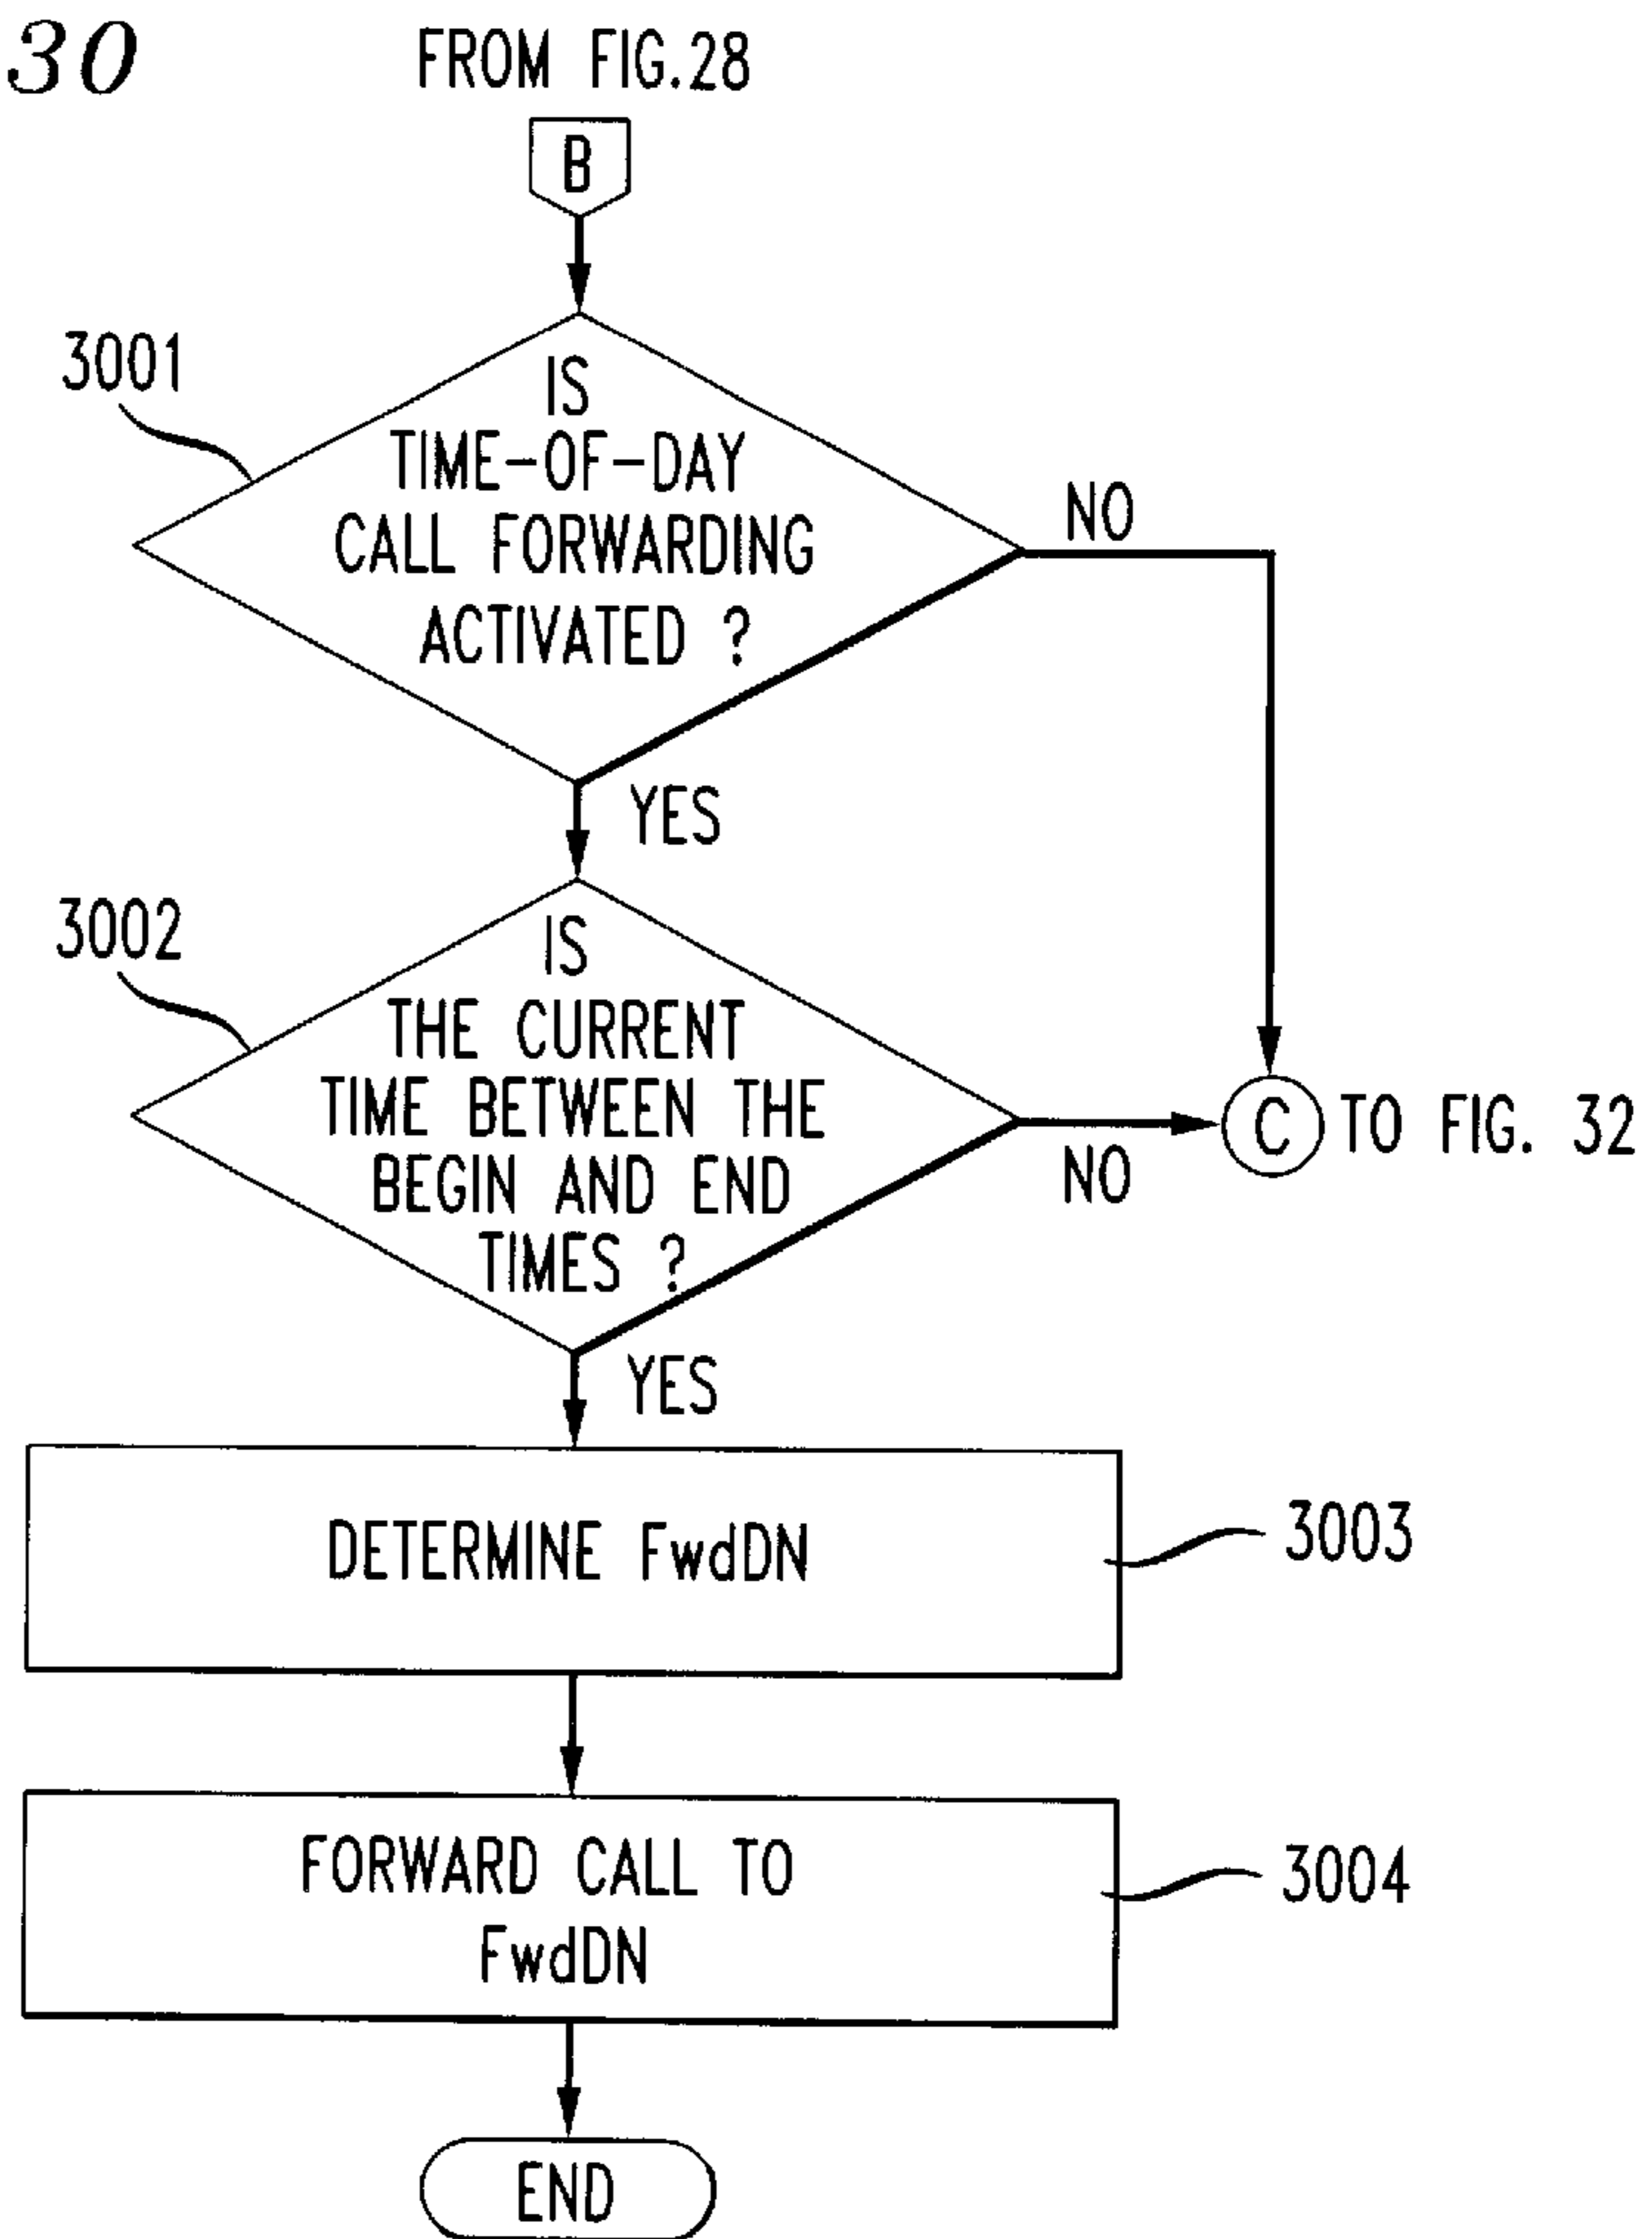 30
FROM FIG.28
B
3001
IS
TIME-OF-DAY
CALL FORWARDING
ACTIVATED ?
NO
YES
3002
IS
THE CURRENT
TIME BETWEEN THE
BEGIN AND END
TIMES ?
C TO FIG. 32
NO
YES
DETERMINE FwdDN
3003
FORWARD CALL TO
FwdDN
3004
END